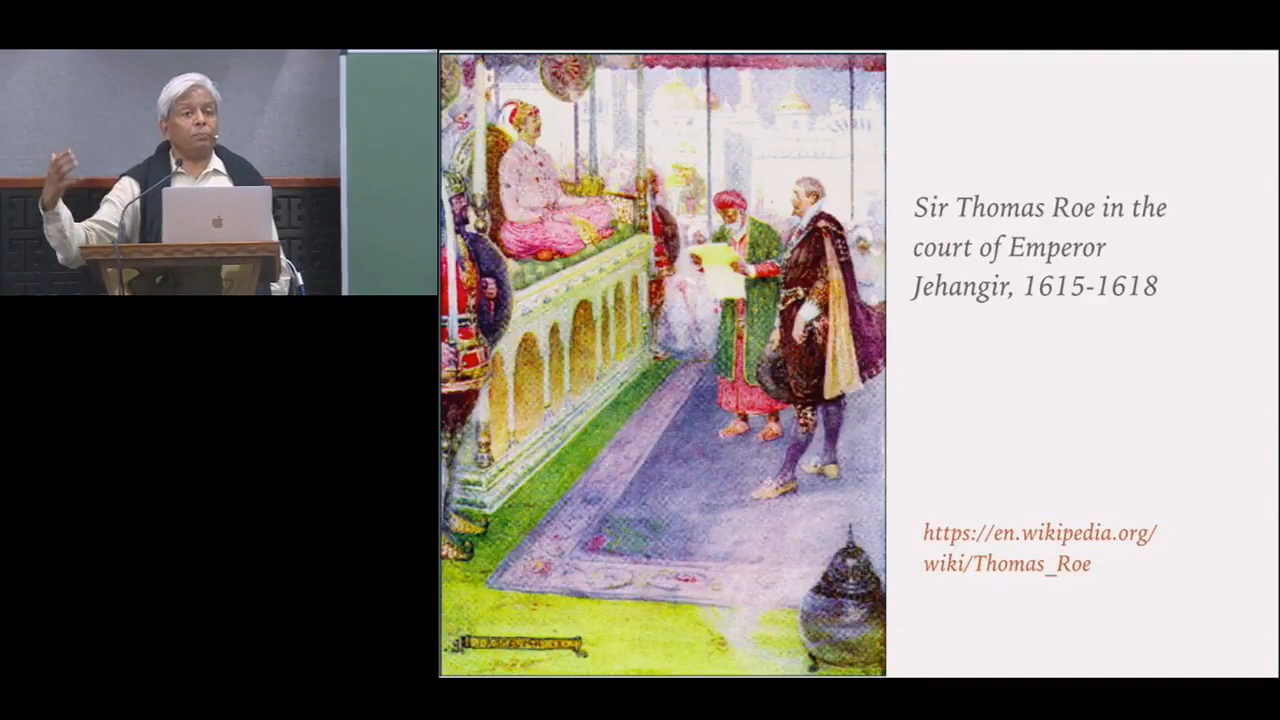 Sir Thomas Roe in the
court of Emperor
Jehangir, 1615-1618
https://en.wikipedia.org/
wiki/Thomas_Roe